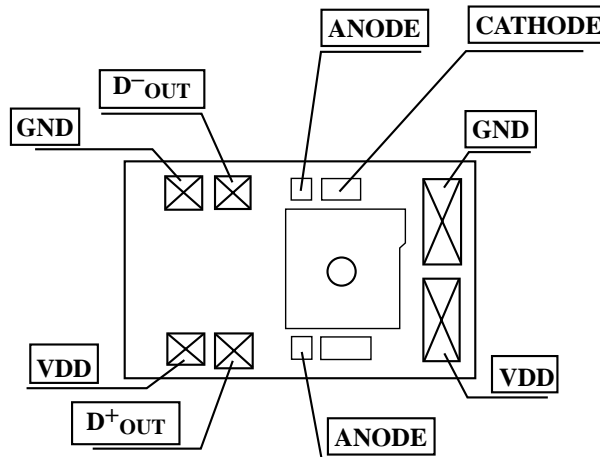 ANODE
CATHODE
D⁻OUT
GND
GND
VDD
VDD
D⁺OUT
ANODE